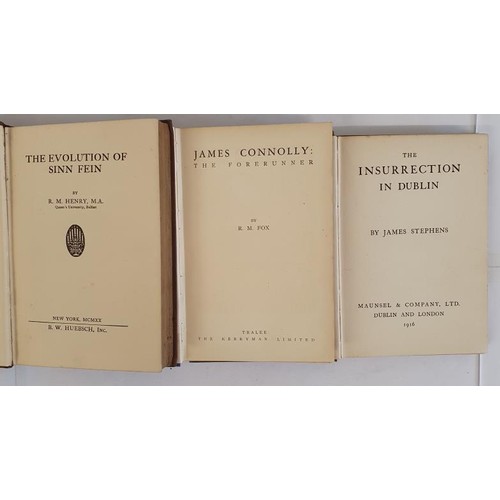 THE EVOLUTION OF
SINN FEIN
BY
R. M. HENRY, M.A.
Queen's University, Belfast
NEW YORK, MCMXX
B. W. HUEBSCH, Inc.
JAMES CONNOLLY:
THE FORERUNNER
BY
R. M. FOX
TRALEE
THE KERRYMAN LIMITED
THE
INSURRECTION
IN DUBLIN
BY JAMES STEPHENS
MAUNSEL & COMPANY, LTD.
DUBLIN AND LONDON
1916